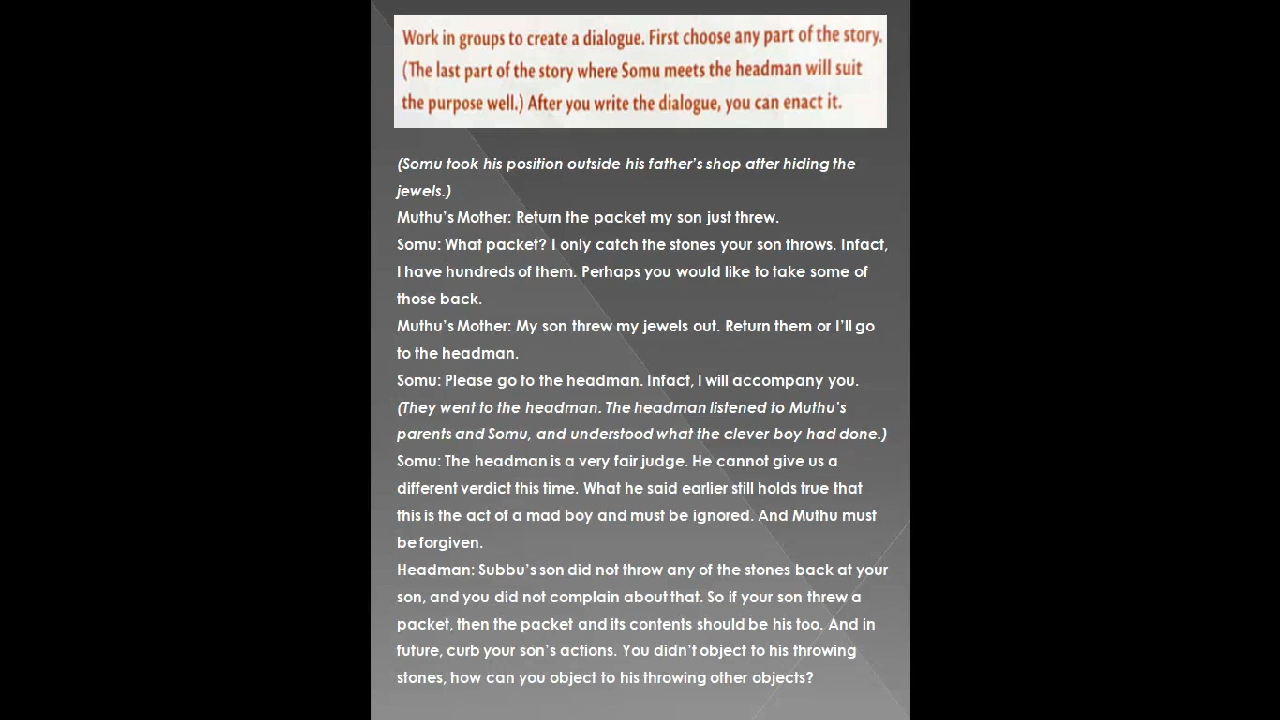 Work in groups to create a dialogue. First choose any part of the story.
(The last part of the story where Somu meets the headman will suit
the purpose well.) After you write the dialogue, you can enact it.
(Somu took his position outside his father's shop after hiding the
jewels.)
Muthu's Mother: Return the packet my son just threw.
Somu: What packet? I only catch the stones your son throws. Infact,
I have hundreds of them. Perhaps you would like to take some of
those back.
Muthu's Mother: My son threw my jewels out. Return them or I'll go
to the headman.
Somu: Please go to the headman. Infact, I will accompany you.
(They went to the headman. The headman listened to Muthu's
parents and Somu, and understood what the clever boy had done.)
Somu: The headman is a very fair judge. He cannot give us a
different verdict this time. What he said earlier still holds true that
this is the act of a mad boy and must be ignored. And Muthu must
be forgiven.
Headman: Subbu's son did not throw any of the stones back at your
son, and you did not complain about that. So if your son threw a
packet, then the packet and its contents should be his too. And in
future, curb your son's actions. You didn't object to his throwing
stones, how can you object to his throwing other objects?